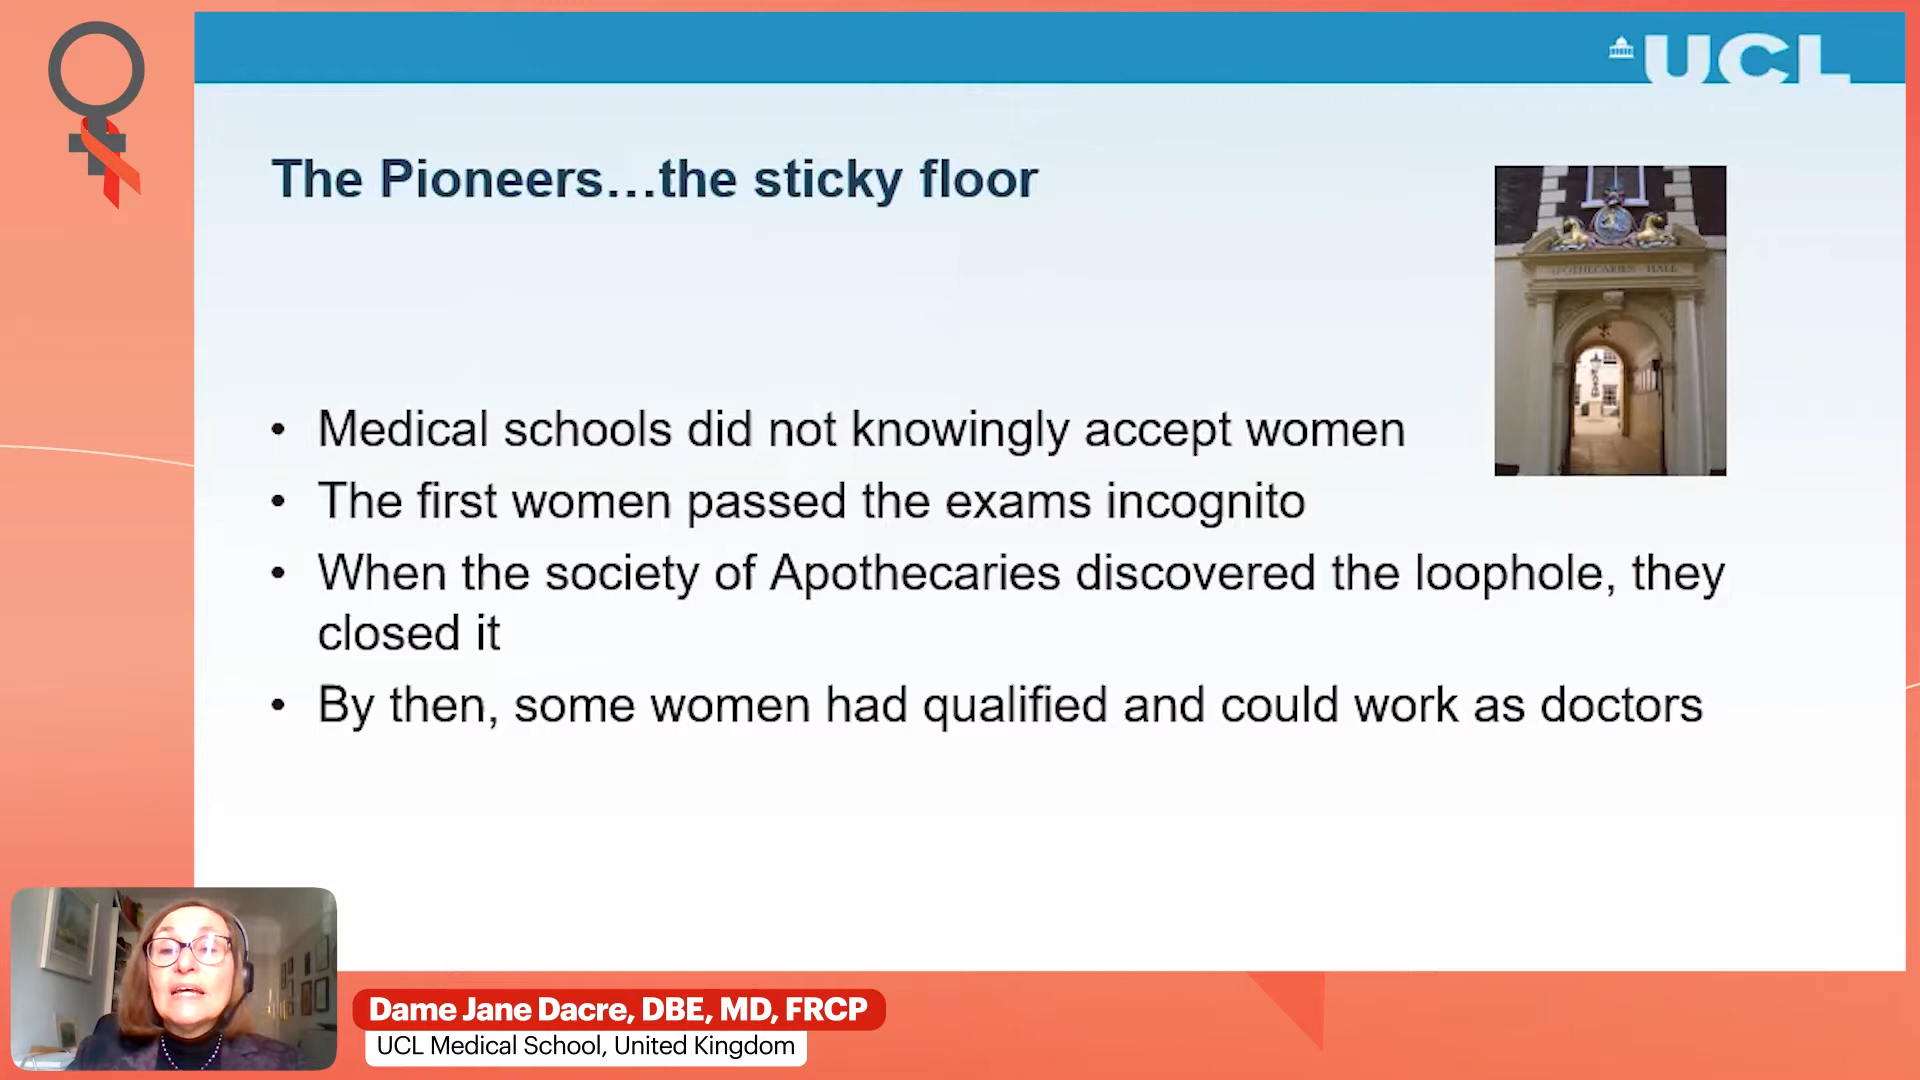 UCL
The Pioneers...the sticky floor
APOTHECARIES HALL
• Medical schools did not knowingly accept women
• The first women passed the exams incognito
• When the society of Apothecaries discovered the loophole, they
closed it
• By then, some women had qualified and could work as doctors
Dame Jane Dacre, DBE, MD, FRCP
UCL Medical School, United Kingdom